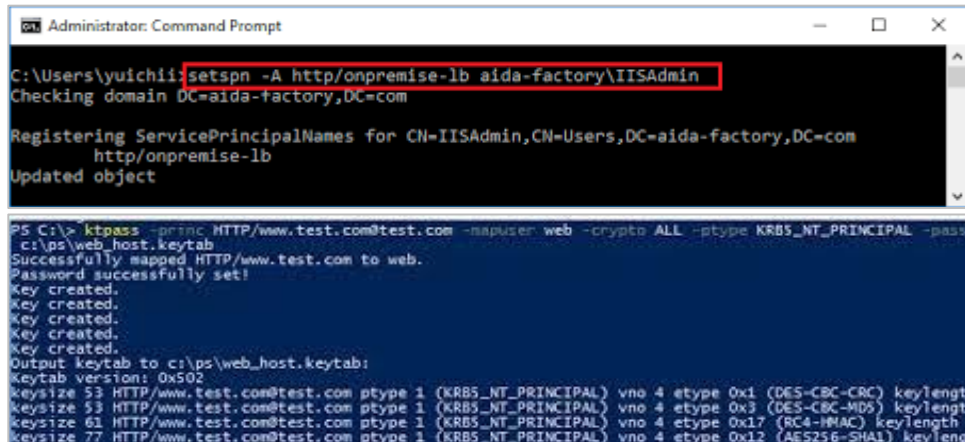 Administrator: Command Prompt
C:\Users\yuichii>setspn -A http/onpremise-lb aida-factory\IISAdmin
Checking domain DC=aida-factory,DC=com
Registering ServicePrincipalNames for CN=IISAdmin,CN=Users,DC=aida-factory,DC=com
http/onpremise-lb
Updated object
PS C:\> ktpass -princ HTTP/www.test.com@test.com -mapuser web -crypto ALL -ptype KRB5_NT_PRINCIPAL -pass
c:\ps\web_host.keytab
Successfully mapped HTTP/www.test.com to web.
Password successfully set!
Key created.
Key created.
Key created.
Key created.
Key created.
Output keytab to c:\ps\web_host.keytab:
Keytab version: 0x502
keysize 53 HTTP/www.test.com@test.com ptype 1 (KRB5_NT_PRINCIPAL) vno 4 etype 0x1 (DES-CBC-CRC) keylengt
keysize 53 HTTP/www.test.com@test.com ptype 1 (KRB5_NT_PRINCIPAL) vno 4 etype 0x3 (DES-CBC-MD5) keylengt
keysize 61 HTTP/www.test.com@test.com ptype 1 (KRB5_NT_PRINCIPAL) vno 4 etype 0x17 (RC4-HMAC) keylength
keysize 77 HTTP/www.test.com@test.com ptype 1 (KRB5_NT_PRINCIPAL) vno 4 etype 0x12 (AES256-SHA1) keylen